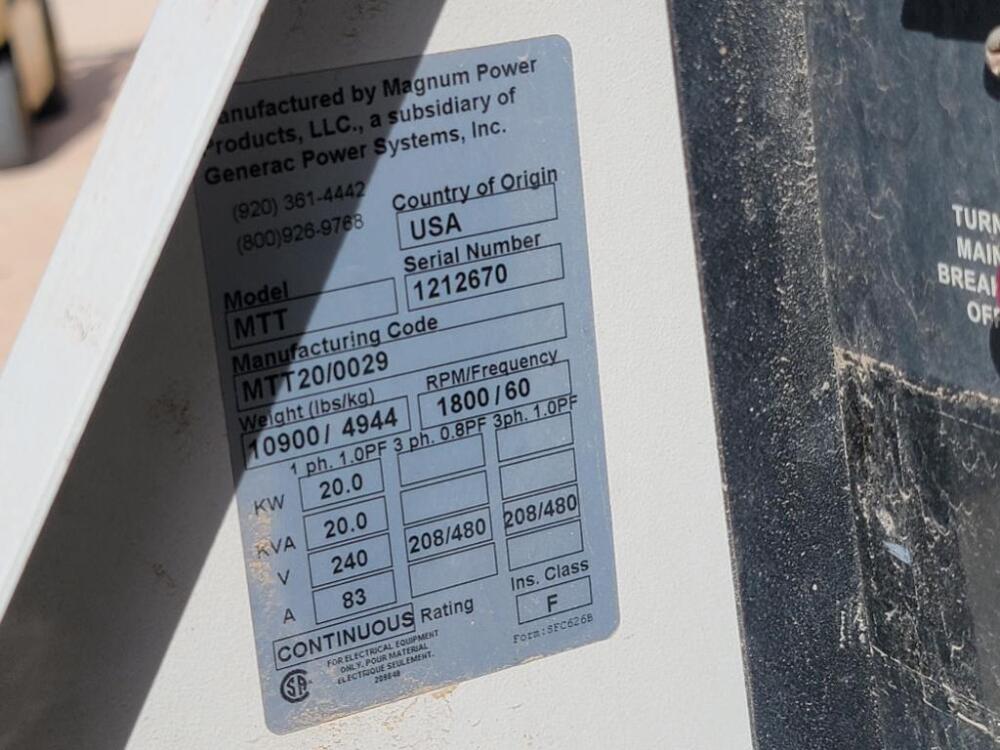 anufactured by Magnum Power
Products, LLC., a subsidiary of
Generac Power Systems, Inc.
(920) 361-4442
(800)926-9768
Country of Origin
USA
Serial Number
1212670
Model
MTT
Manufacturing Code
MTT20/0029
Weight (lbs/kg)
10900/ 4944
RPM/Frequency
1800/60
1 ph. 1.0PF 3 ph. 0.8PF 3ph. 1.0PF
KW 20.0
KVA 20.0
V 240 208/480 208/480
A 83
CONTINUOUS Rating
Ins. Class
F
FOR ELECTRICAL EQUIPMENT
ONLY. POUR MATERIAL
ELECTRIQUE SEULEMENT.
Form:SFC626B
TURN
MAIN
BREA
OF